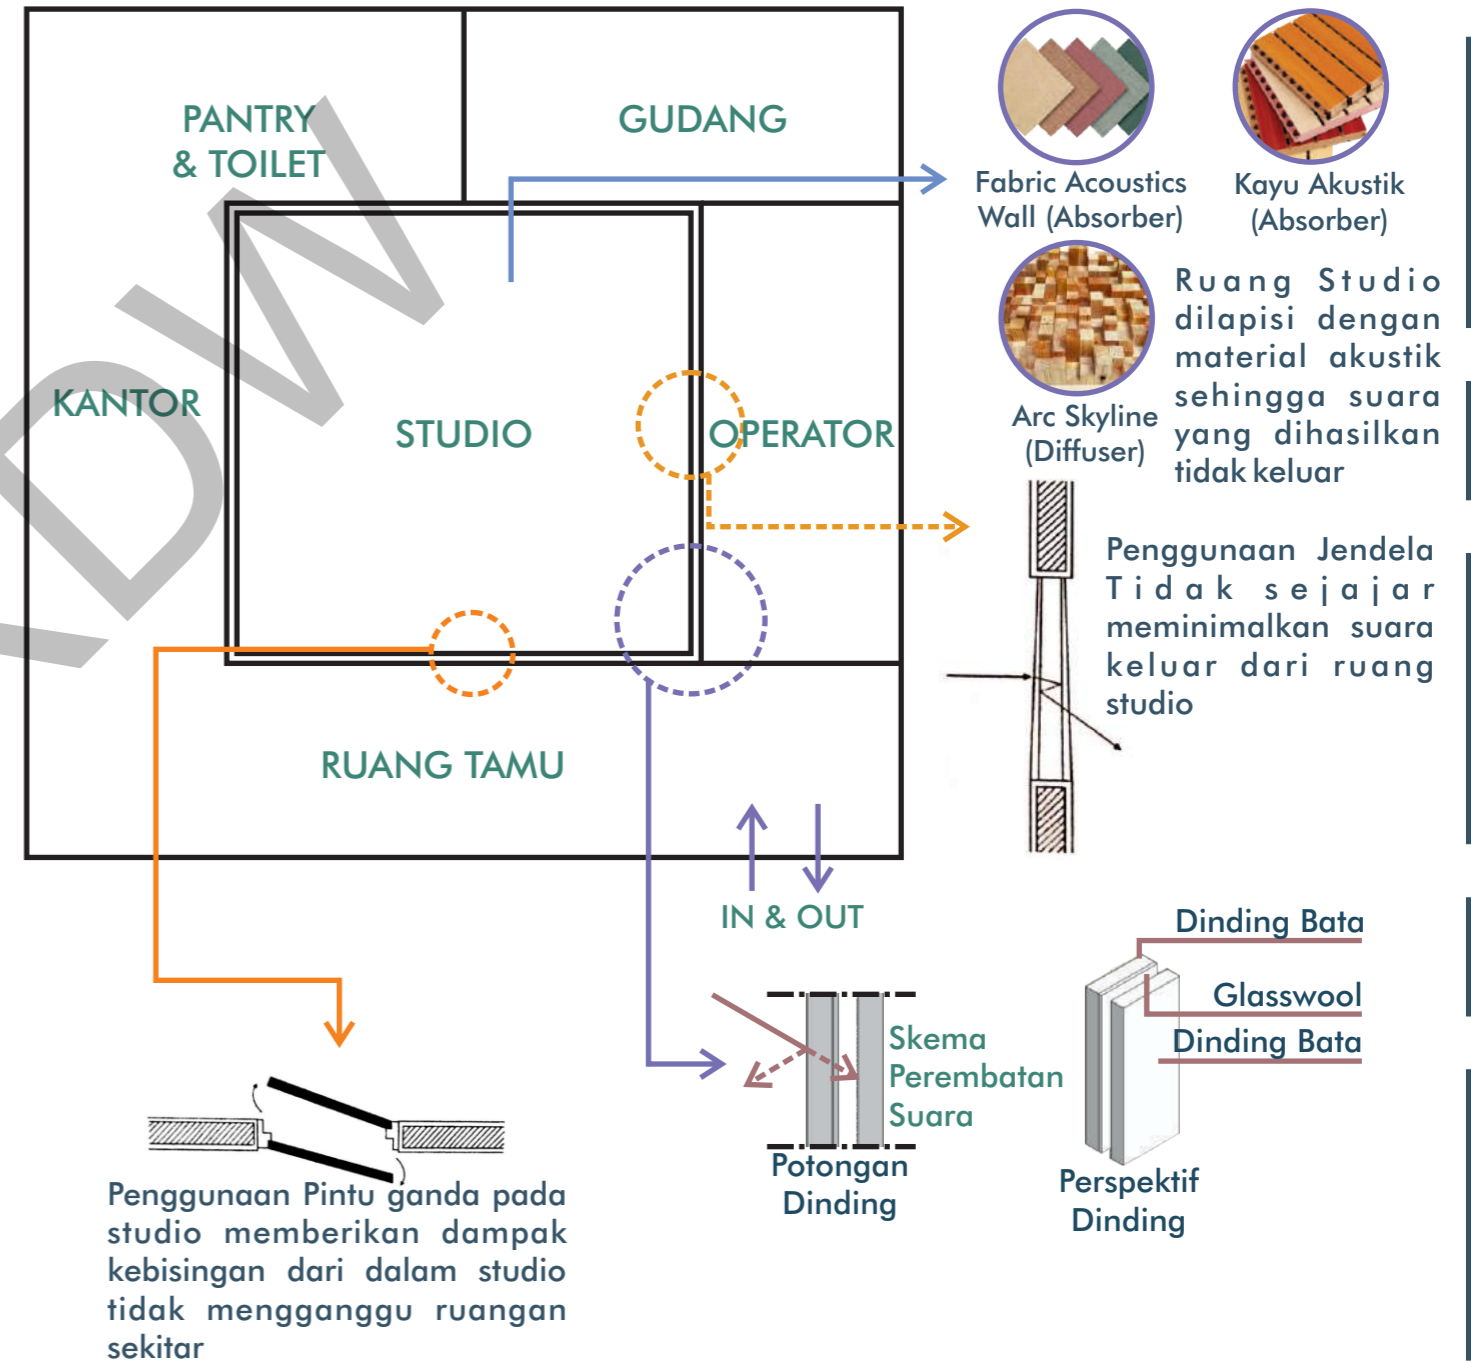 PANTRY
& TOILET
GUDANG
KANTOR
STUDIO
OPERATOR
RUANG TAMU
IN & OUT
Fabric Acoustics
Wall (Absorber)
Kayu Akustik
(Absorber)
Arc Skyline
(Diffuser)
Ruang Studio
dilapisi dengan
material akustik
sehingga suara
yang dihasilkan
tidak keluar
Penggunaan Jendela
Tidak sejajar
meminimalkan suara
keluar dari ruang
studio
Dinding Bata
Glasswool
Dinding Bata
Perspektif
Dinding
Skema
Perembatan
Suara
Potongan
Dinding
Penggunaan Pintu ganda pada
studio memberikan dampak
kebisingan dari dalam studio
tidak mengganggu ruangan
sekitar
DW